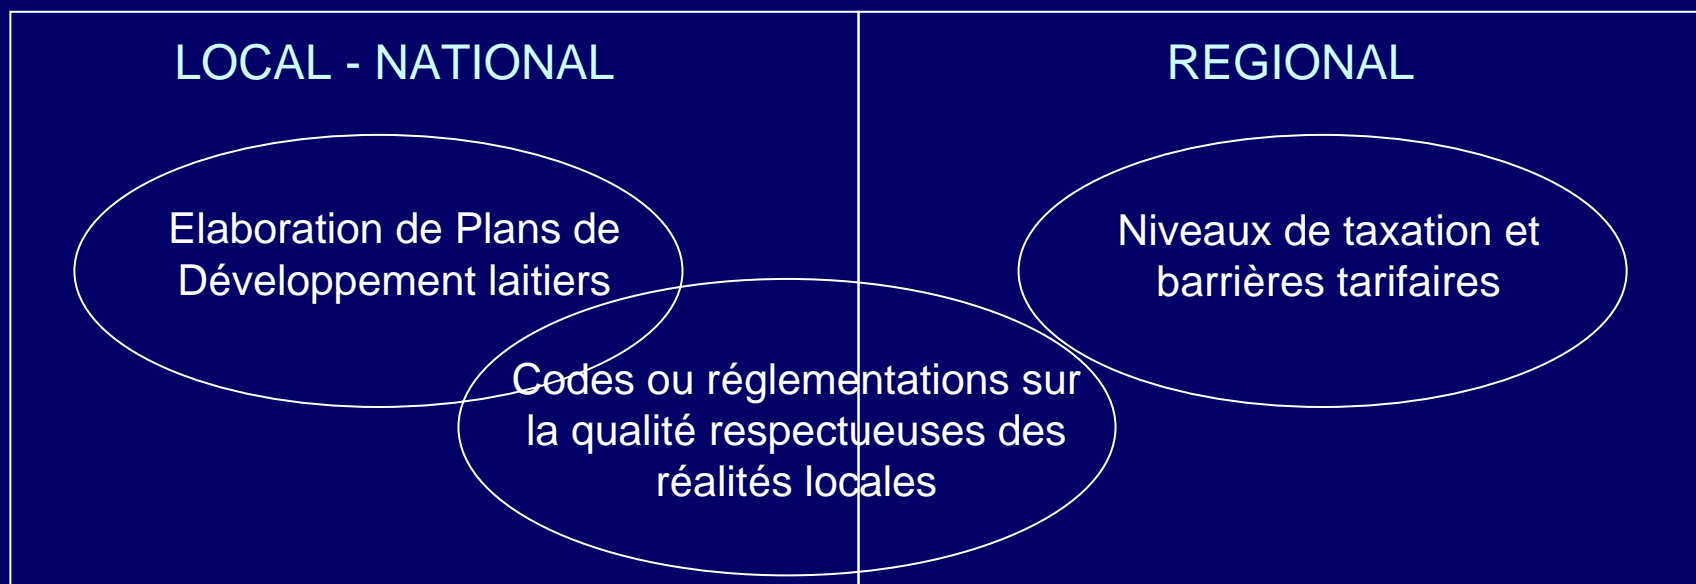 LOCAL - NATIONAL
REGIONAL
Elaboration de Plans de
Développement laitiers
Niveaux de taxation et
barrières tarifaires
Codes ou réglementations sur
la qualité respectueuses des
réalités locales